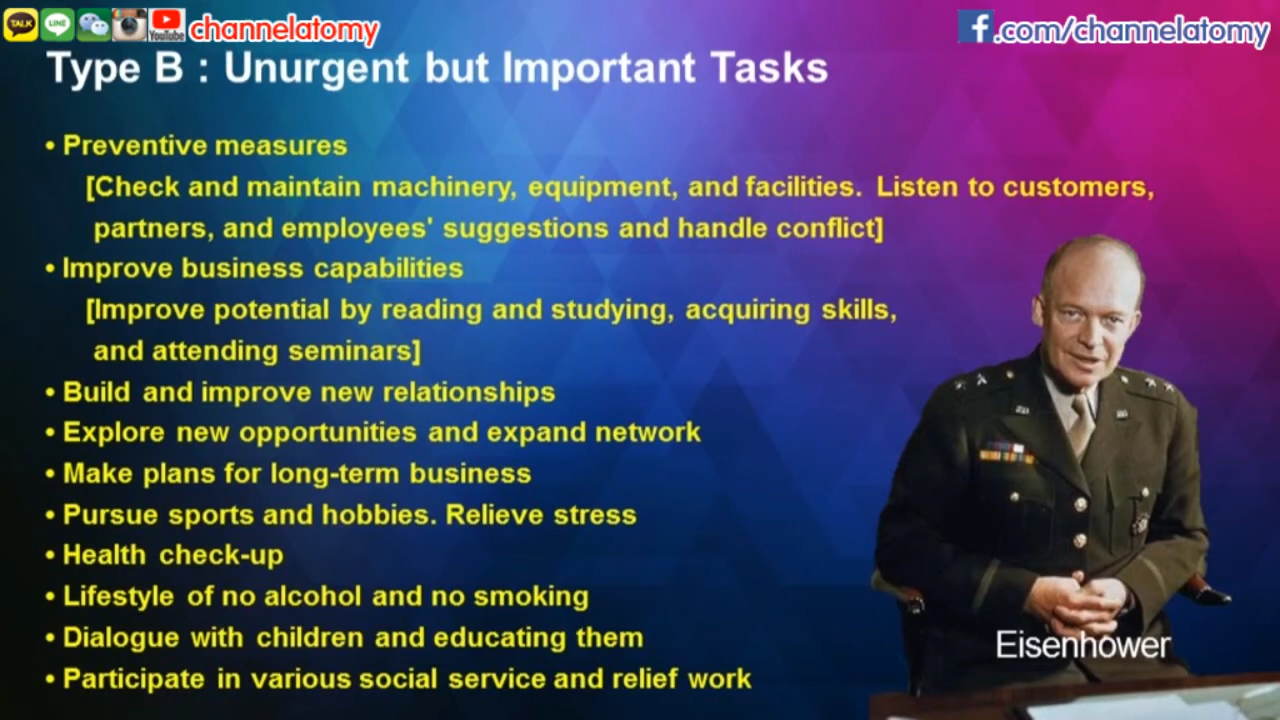 TALK
LINE
YouTube
channelatomy
f.com/channelatomy
Type B : Unurgent but Important Tasks
• Preventive measures
[Check and maintain machinery, equipment, and facilities. Listen to customers,
partners, and employees' suggestions and handle conflict]
• Improve business capabilities
[Improve potential by reading and studying, acquiring skills,
and attending seminars]
• Build and improve new relationships
• Explore new opportunities and expand network
• Make plans for long-term business
• Pursue sports and hobbies. Relieve stress
• Health check-up
• Lifestyle of no alcohol and no smoking
• Dialogue with children and educating them
• Participate in various social service and relief work
Eisenhower